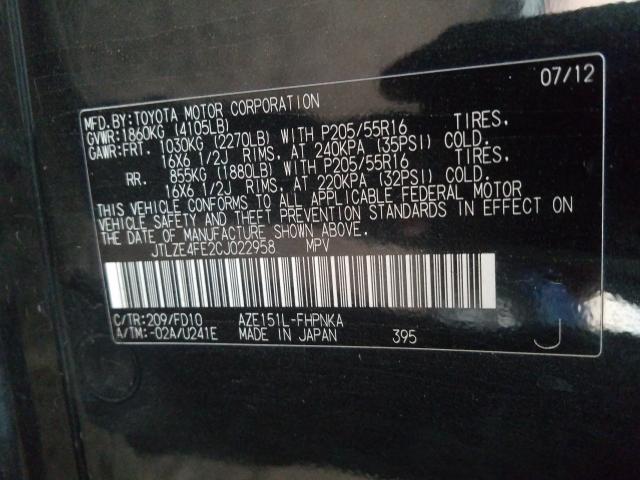 07/12
MFD.BY:TOYOTA MOTOR CORPORATION
GVWR:1860KG (4105LB)
GAWR:FRT. 1030KG (2270LB) WITH P205/55R16 TIRES,
16X6 1/2J RIMS, AT 240KPA (35PSI) COLD.
RR. 855KG (1880LB) WITH P205/55R16 TIRES,
16X6 1/2J RIMS, AT 220KPA (32PSI) COLD.
THIS VEHICLE CONFORMS TO ALL APPLICABLE FEDERAL MOTOR
VEHICLE SAFETY AND THEFT PREVENTION STANDARDS IN EFFECT ON
THE DATE OF MANUFACTURE SHOWN ABOVE.
JTLZE4FE2CJ022958 MPV
C/TR:209/FD10 AZE151L-FHPNKA
A/TM:-02A/U241E MADE IN JAPAN 395 J